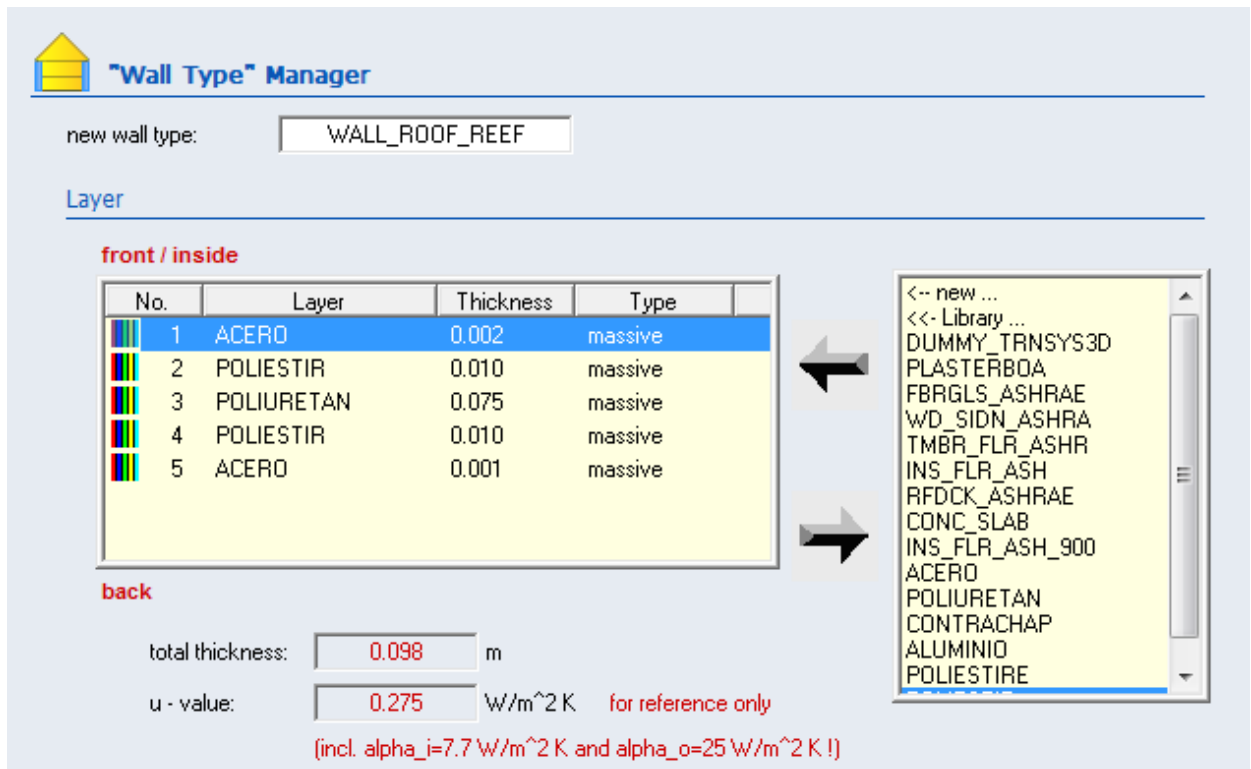 "Wall Type" Manager
new wall type: WALL_ROOF_REEF
Layer
front / inside
No. Layer Thickness Type
1 ACERO 0.002 massive
2 POLIESTIR 0.010 massive
3 POLIURETAN 0.075 massive
4 POLIESTIR 0.010 massive
5 ACERO 0.001 massive
back
total thickness: 0.098 m
u - value: 0.275 W/m^2 K for reference only
(incl. alpha_i=7.7 W/m^2 K and alpha_o=25 W/m^2 K !)
<-- new ...
<<- Library ...
DUMMY_TRNSYS3D
PLASTERBOA
FBRGLS_ASHRAE
WD_SIDN_ASHRA
TMBR_FLR_ASHR
INS_FLR_ASH
RFDCK_ASHRAE
CONC_SLAB
INS_FLR_ASH_900
ACERO
POLIURETAN
CONTRACHAP
ALUMINIO
POLIESTIRE